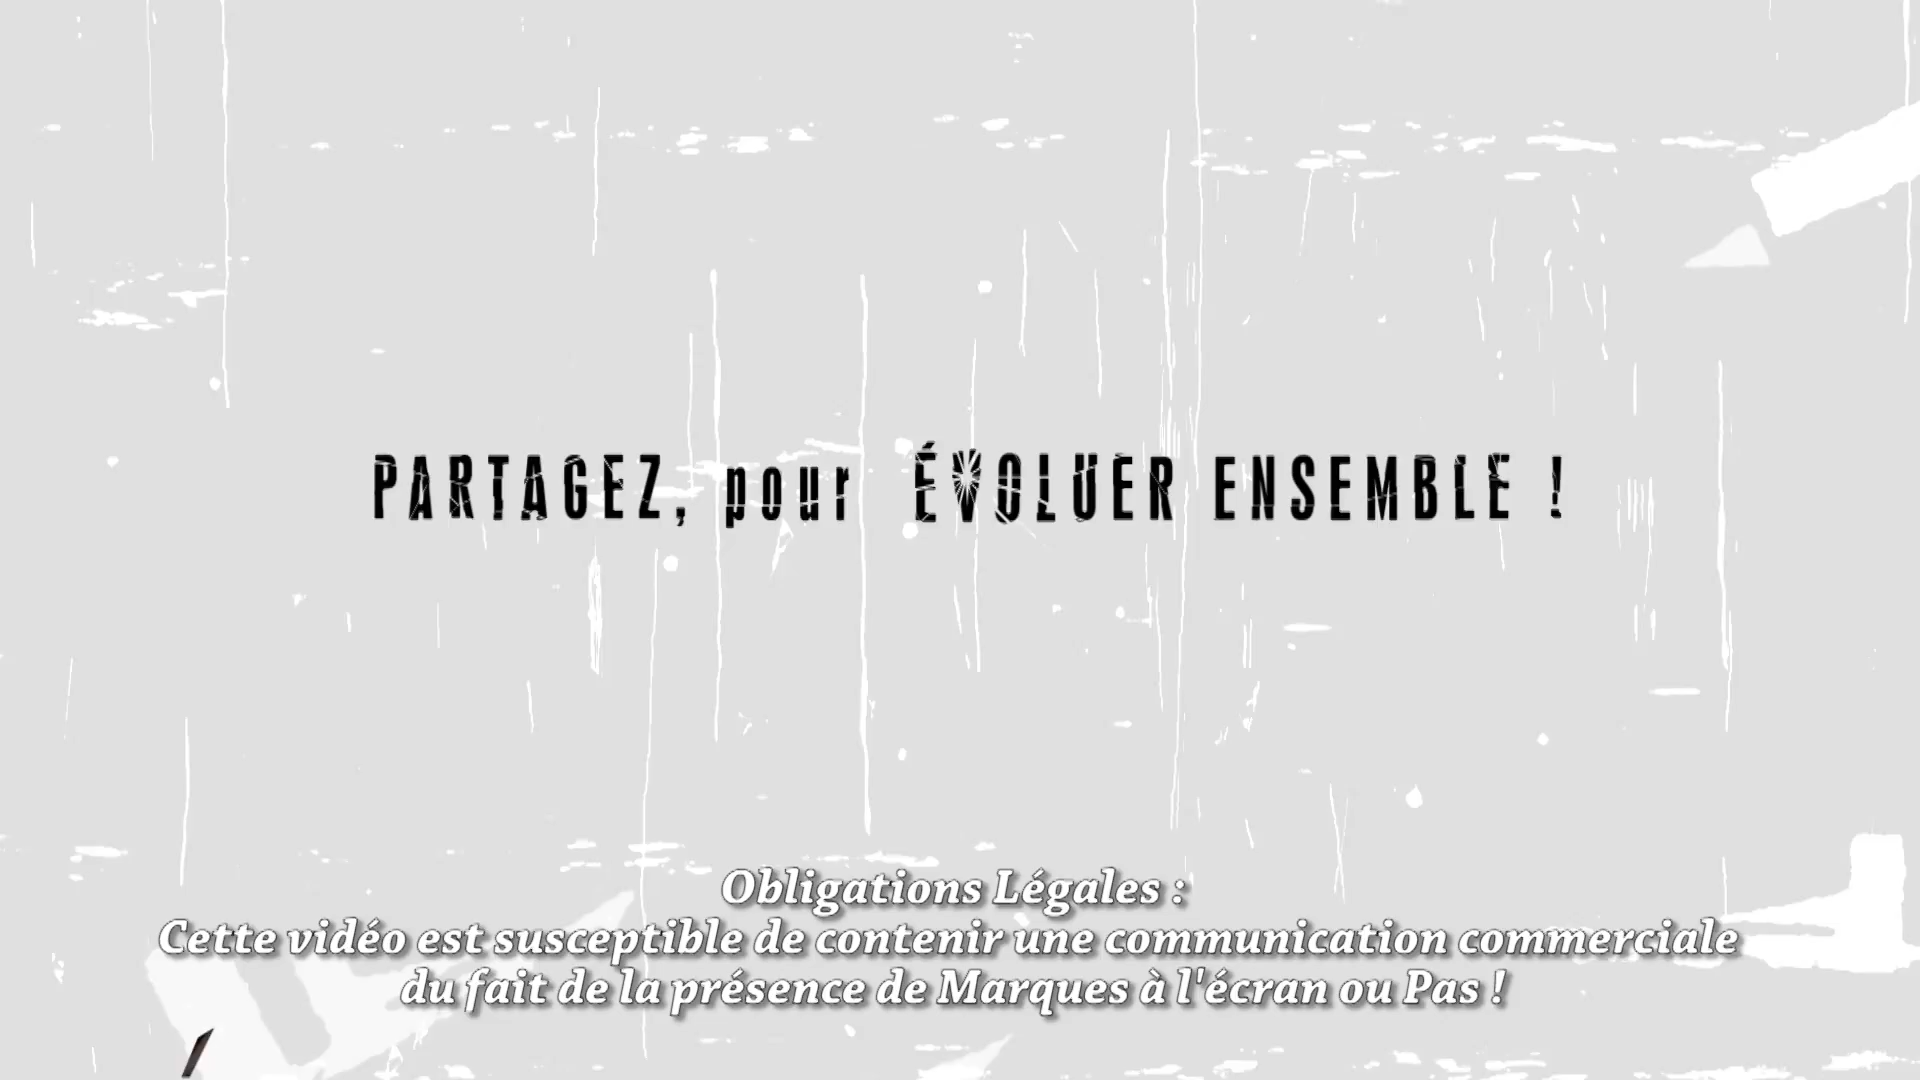 PARTAGEZ, pour ÉVOLUER ENSEMBLE !
Obligations Légales :
Cette vidéo est susceptible de contenir une communication commerciale
du fait de la présence de Marques à l'écran ou Pas !